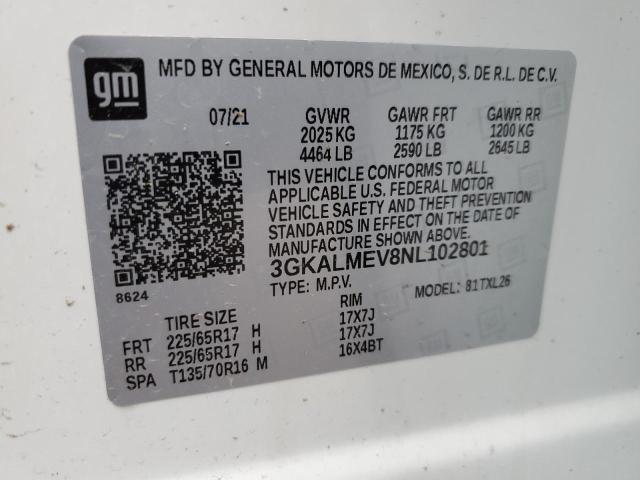 gm
MFD BY GENERAL MOTORS DE MEXICO, S. DE R.L. DE C.V.
07/21 GVWR GAWR FRT GAWR RR
2025 KG 1175 KG 1200 KG
4464 LB 2590 LB 2645 LB
THIS VEHICLE CONFORMS TO ALL
APPLICABLE U.S. FEDERAL MOTOR
VEHICLE SAFETY AND THEFT PREVENTION
STANDARDS IN EFFECT ON THE DATE OF
MANUFACTURE SHOWN ABOVE.
3GKALMEV8NL102801
8624
TYPE: M.P.V. MODEL: 81TXL26
TIRE SIZE RIM
FRT 225/65R17 H 17X7J
RR 225/65R17 H 17X7J
SPA T135/70R16 M 16X4BT